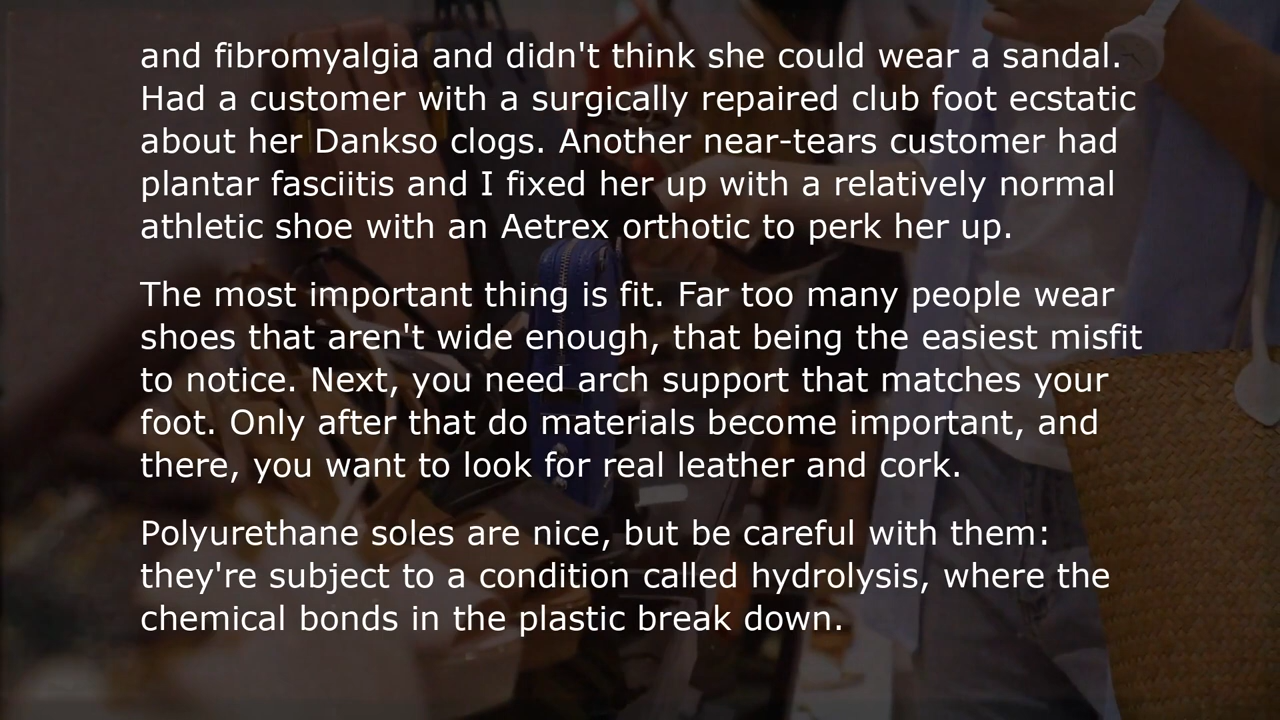 and fibromyalgia and didn't think she could wear a sandal.
Had a customer with a surgically repaired club foot ecstatic
about her Dankso clogs. Another near-tears customer had
plantar fasciitis and I fixed her up with a relatively normal
athletic shoe with an Aetrex orthotic to perk her up.
The most important thing is fit. Far too many people wear
shoes that aren't wide enough, that being the easiest misfit
to notice. Next, you need arch support that matches your
foot. Only after that do materials become important, and
there, you want to look for real leather and cork.
Polyurethane soles are nice, but be careful with them:
they're subject to a condition called hydrolysis, where the
chemical bonds in the plastic break down.